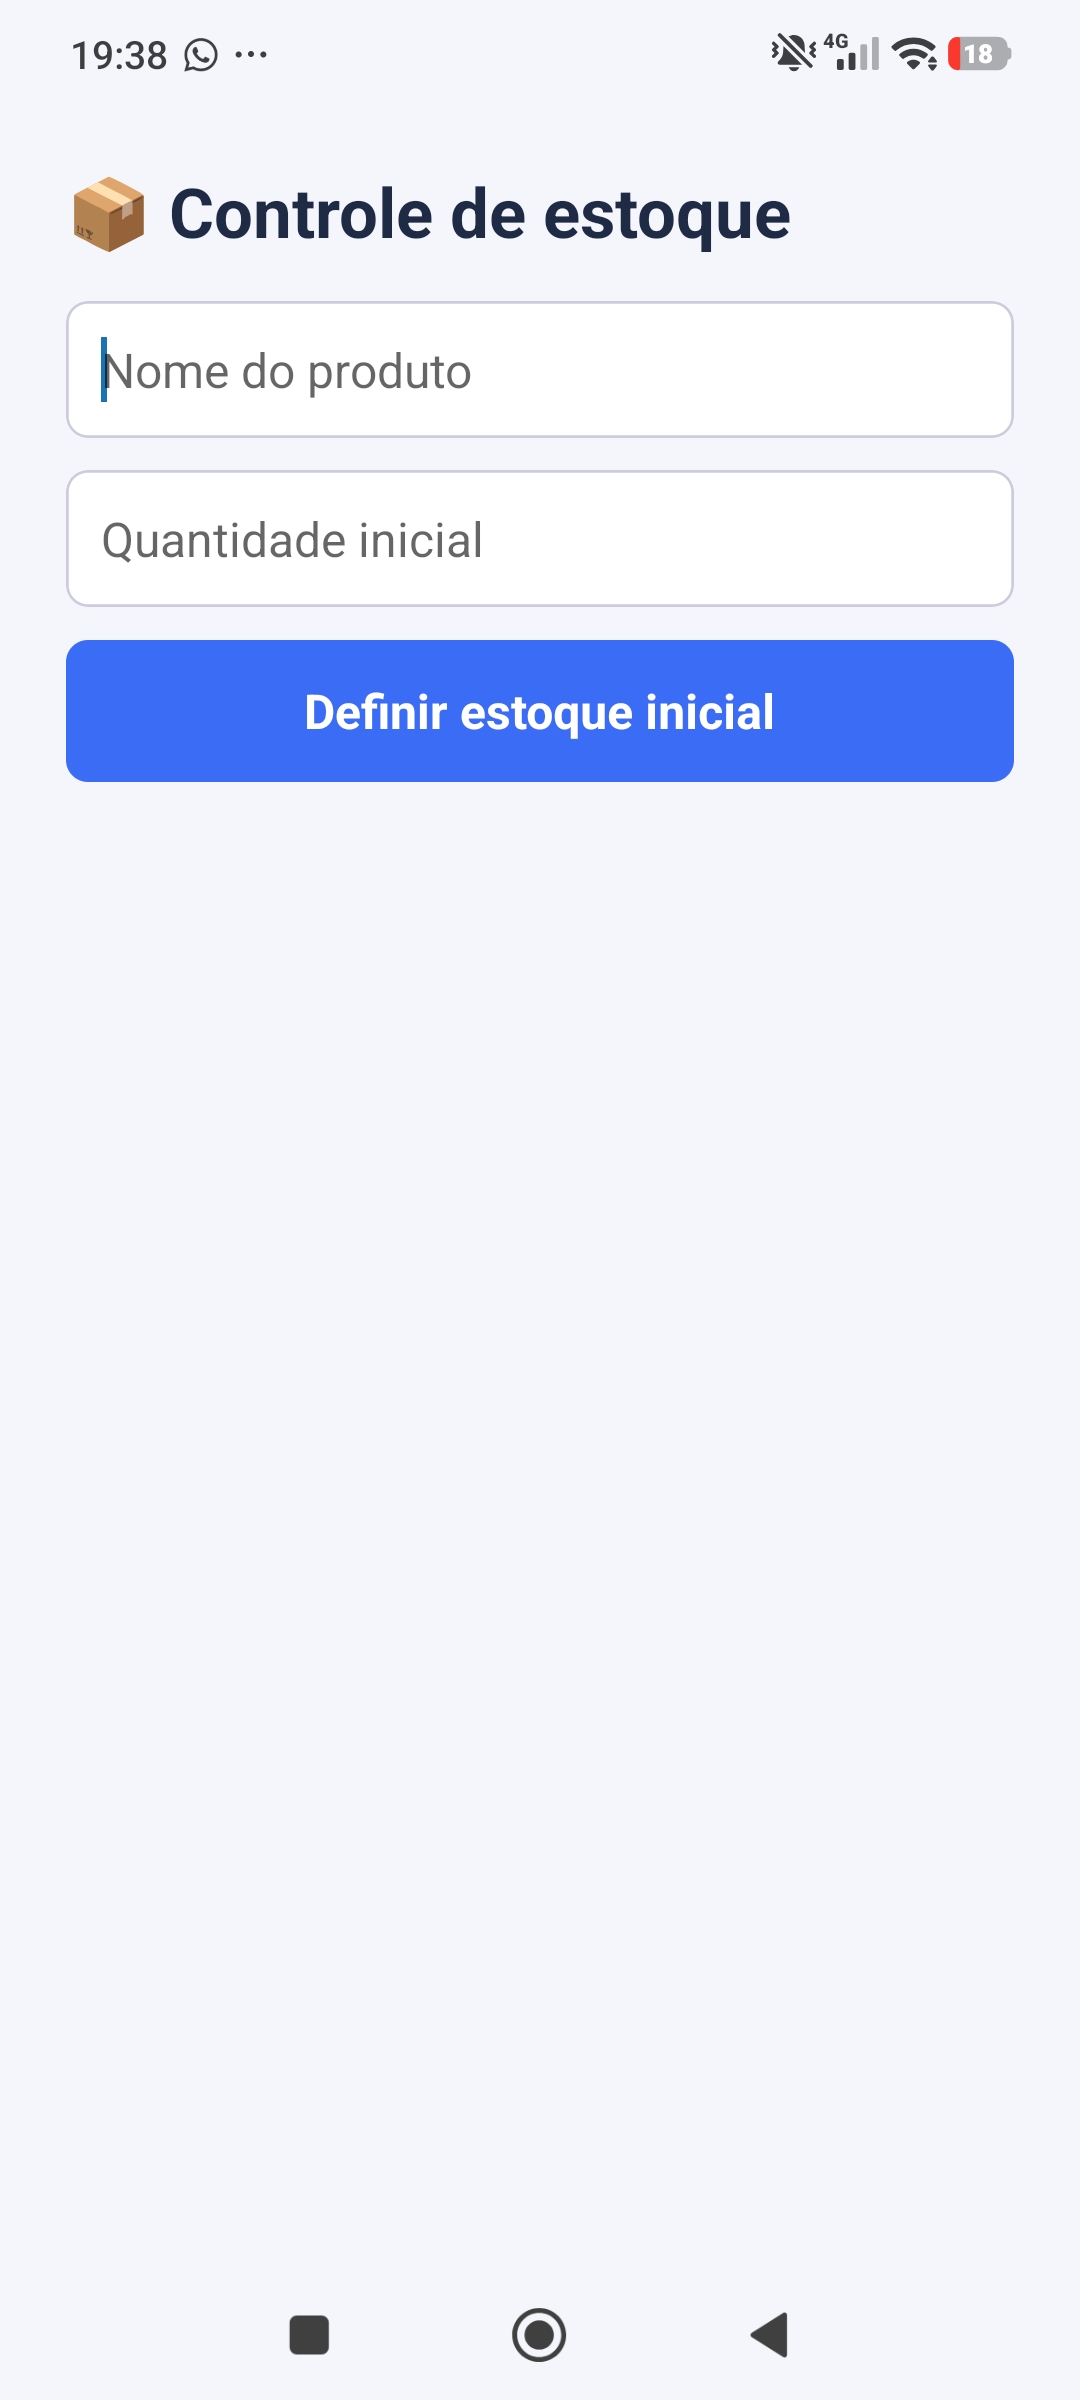 19:38
4G
18
Controle de estoque
Nome do produto
Quantidade inicial
Definir estoque inicial